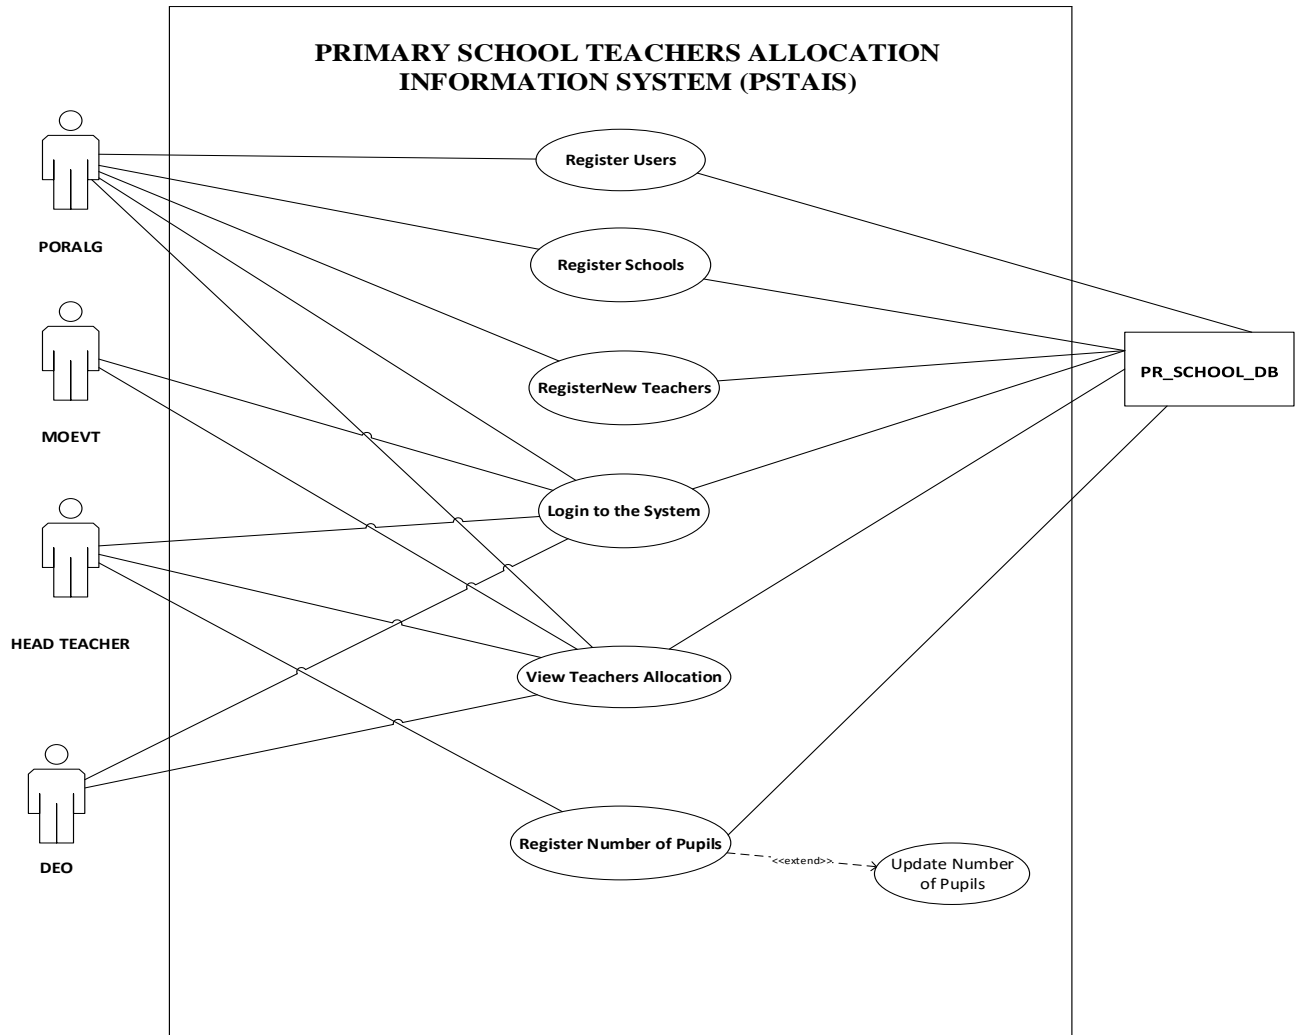 PRIMARY SCHOOL TEACHERS ALLOCATION
INFORMATION SYSTEM (PSTAIS)
Register Users
PORALG
Register Schools
MOEVT
RegisterNew Teachers
PR_SCHOOL_DB
Login to the System
HEAD TEACHER
View Teachers Allocation
DEO
Register Number of Pupils
<<extend>>
Update Number
of Pupils